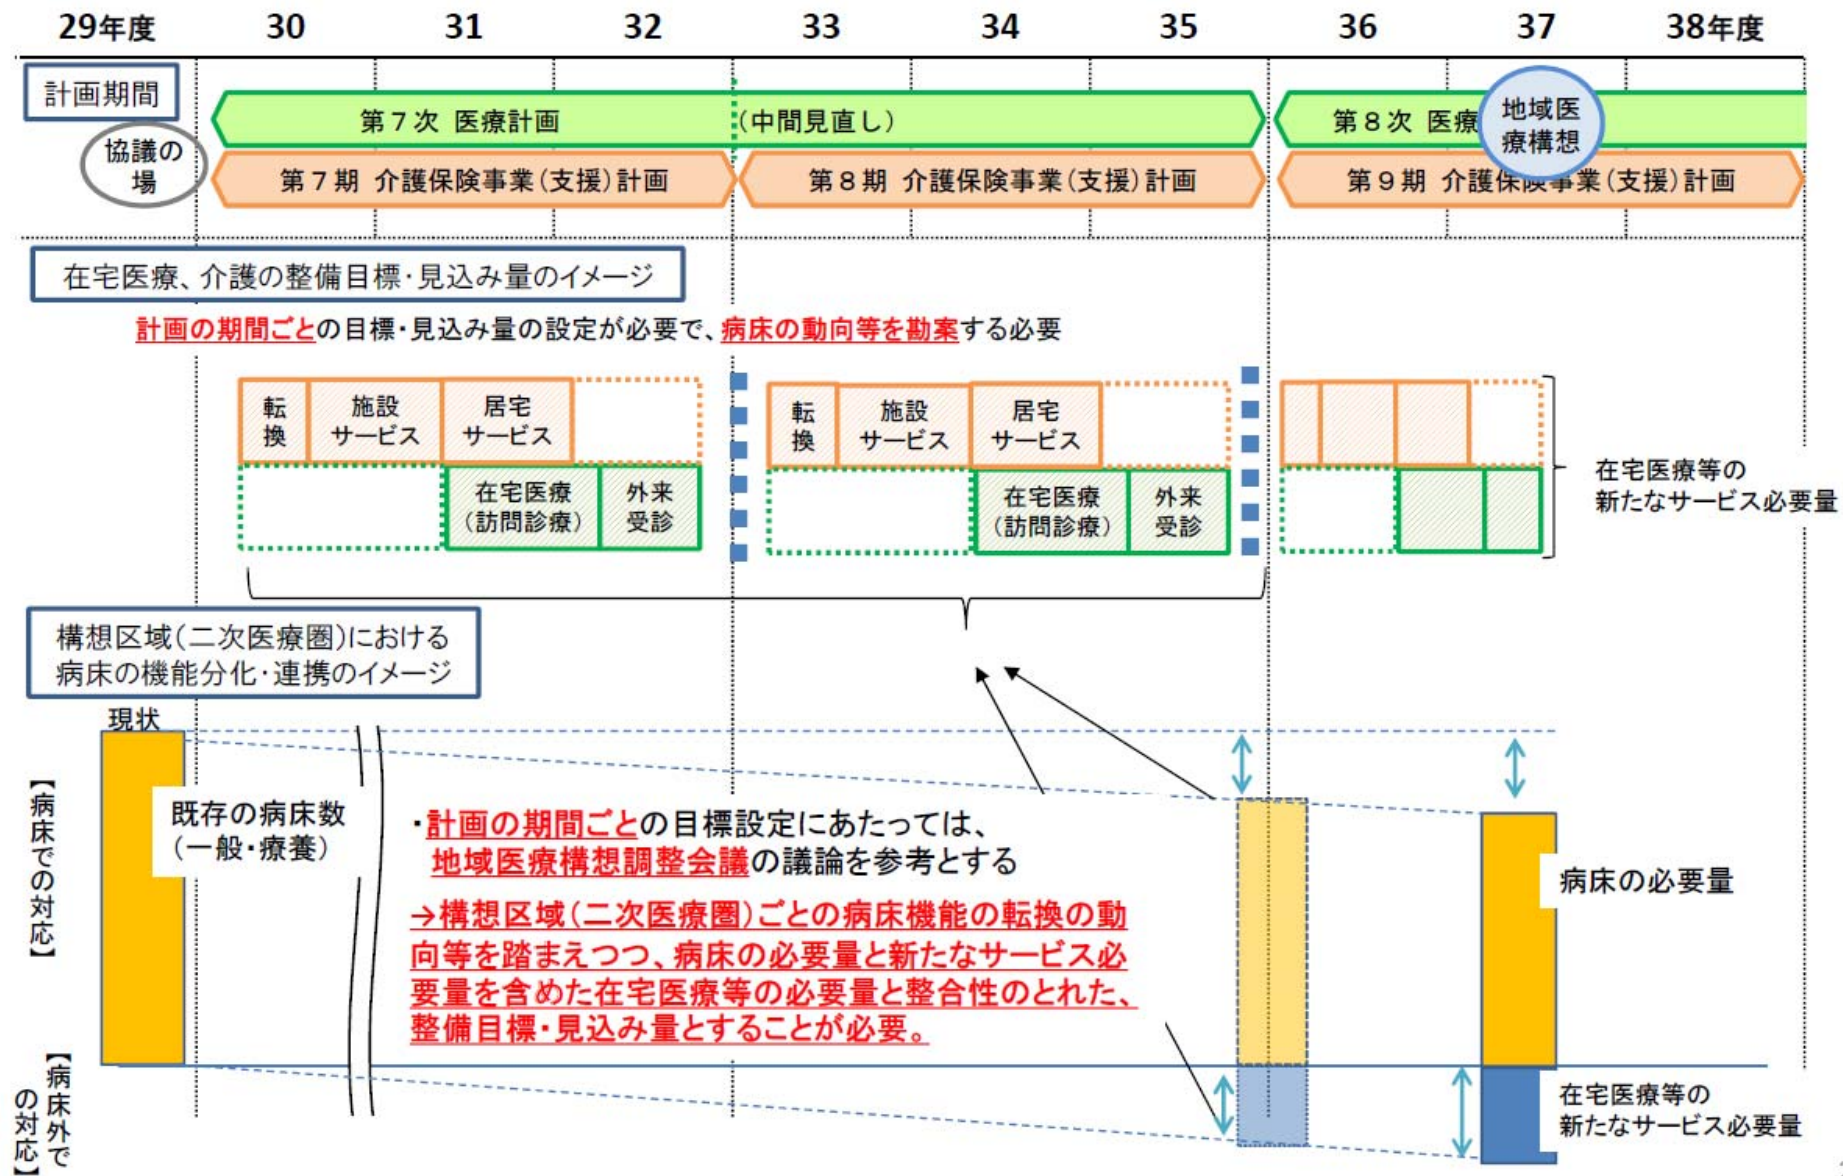 29年度 30 31 32 33 34 35 36 37 38年度
計画期間
協議の
場
第7次 医療計画 (中間見直し)
第8次 医療
地域医
療構想
第7期 介護保険事業(支援)計画
第8期 介護保険事業(支援)計画
第9期 介護保険事業(支援)計画
在宅医療、介護の整備目標・見込み量のイメージ
計画の期間ごとの目標・見込み量の設定が必要で、病床の動向等を勘案する必要
転
換
施設
サービス
居宅
サービス
在宅医療
(訪問診療)
外来
受診
転
換
施設
サービス
居宅
サービス
在宅医療
(訪問診療)
外来
受診
在宅医療等の
新たなサービス必要量
構想区域(二次医療圏)における
病床の機能分化・連携のイメージ
現状
【病床での対応】
既存の病床数
(一般・療養)
・計画の期間ごとの目標設定にあたっては、
地域医療構想調整会議の議論を参考とする
→構想区域(二次医療圏)ごとの病床機能の転換の動
向等を踏まえつつ、病床の必要量と新たなサービス必
要量を含めた在宅医療等の必要量と整合性のとれた、
整備目標・見込み量とすることが必要。
病床の必要量
【病床外で
の対応】
在宅医療等の
新たなサービス必要量